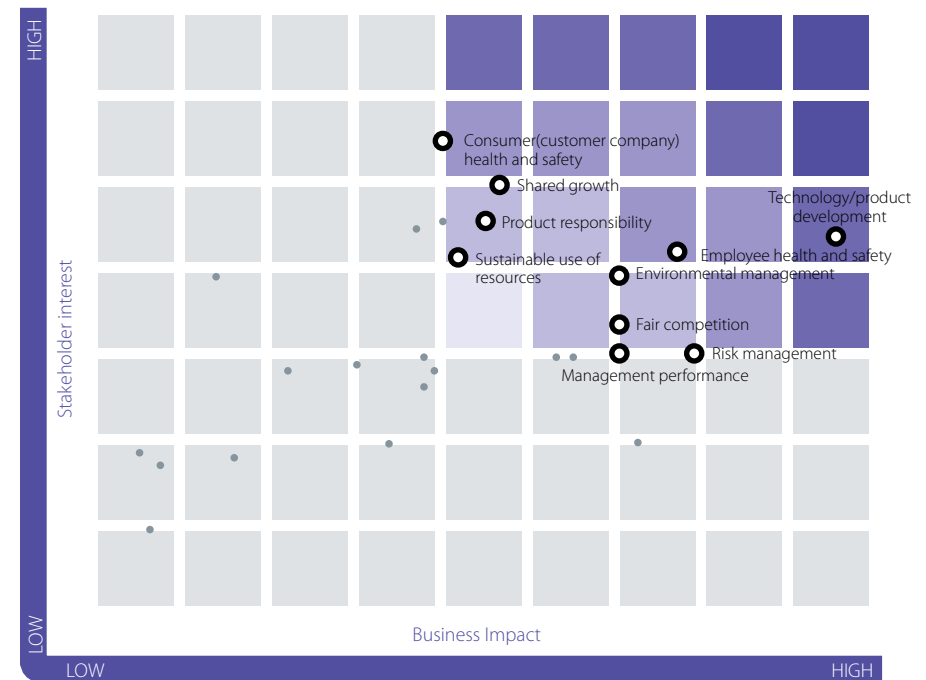 HIGH
Consumer(customer company)
health and safety
Shared growth
Technology/product
development
Product responsibility
Employee health and safety
Sustainable use of
resources
Environmental management
Stakeholder interest
Fair competition
Risk management
Management performance
LOW
Business Impact
LOW
HIGH